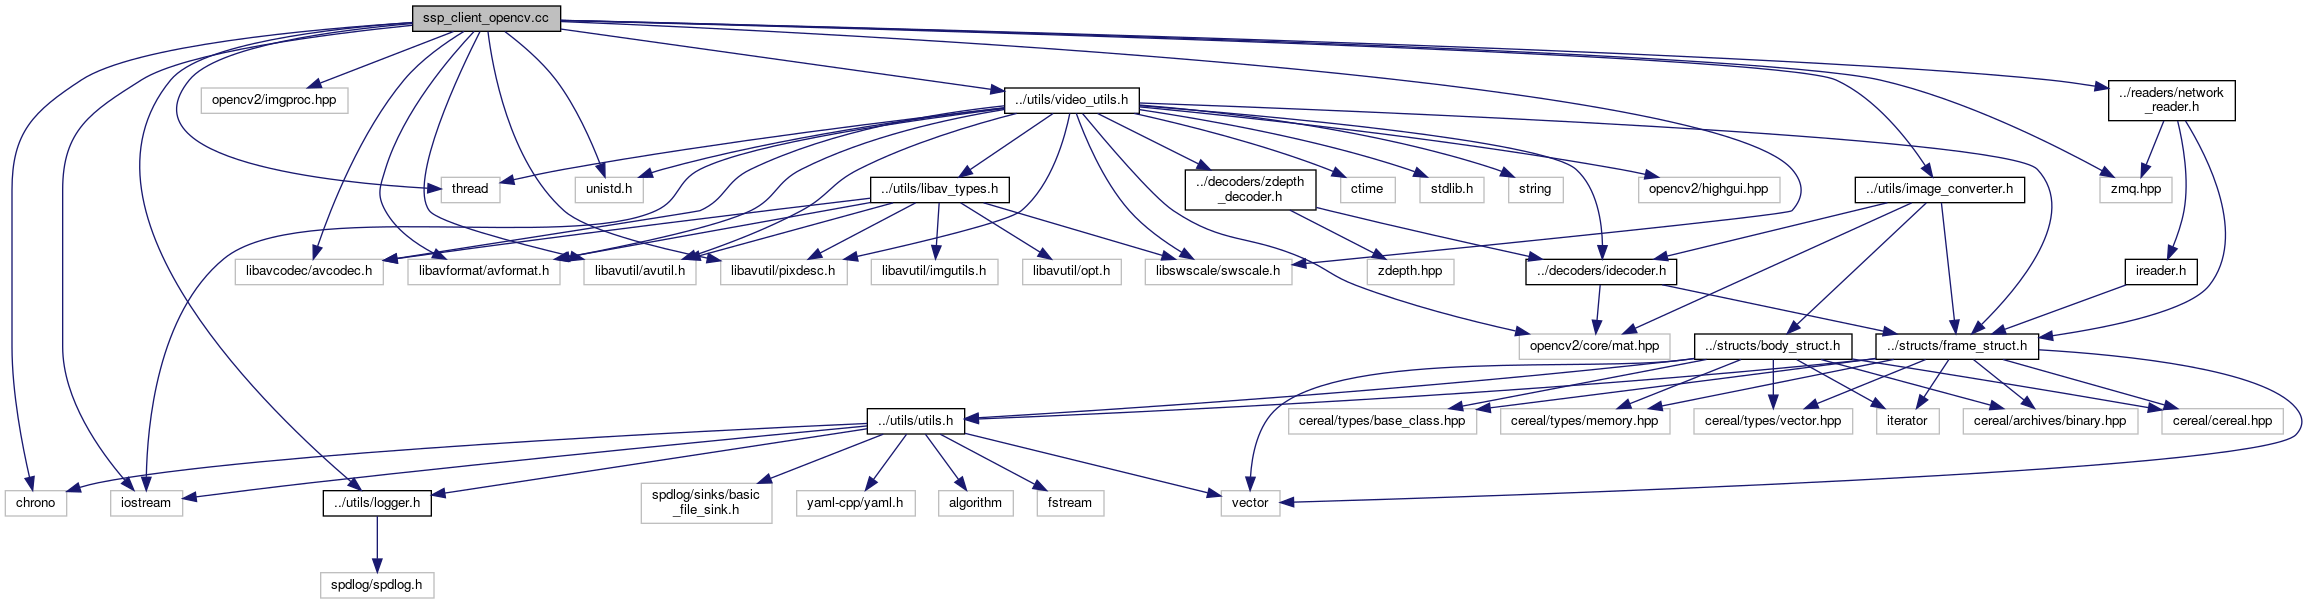 ssp_client_opencv.cc
opencv2/imgproc.hpp
../utils/video_utils.h
../readers/network
_reader.h
thread
unistd.h
../utils/libav_types.h
../decoders/zdepth
_decoder.h
ctime
stdlib.h
string
opencv2/highgui.hpp
../utils/image_converter.h
zmq.hpp
libavcodec/avcodec.h
libavformat/avformat.h
libavutil/avutil.h
libavutil/pixdesc.h
libavutil/imgutils.h
libavutil/opt.h
libswscale/swscale.h
zdepth.hpp
../decoders/idecoder.h
ireader.h
opencv2/core/mat.hpp
../structs/body_struct.h
../structs/frame_struct.h
../utils/utils.h
cereal/types/base_class.hpp
cereal/types/memory.hpp
cereal/types/vector.hpp
iterator
cereal/archives/binary.hpp
cereal/cereal.hpp
chrono
iostream
../utils/logger.h
spdlog/sinks/basic
_file_sink.h
yaml-cpp/yaml.h
algorithm
fstream
vector
spdlog/spdlog.h